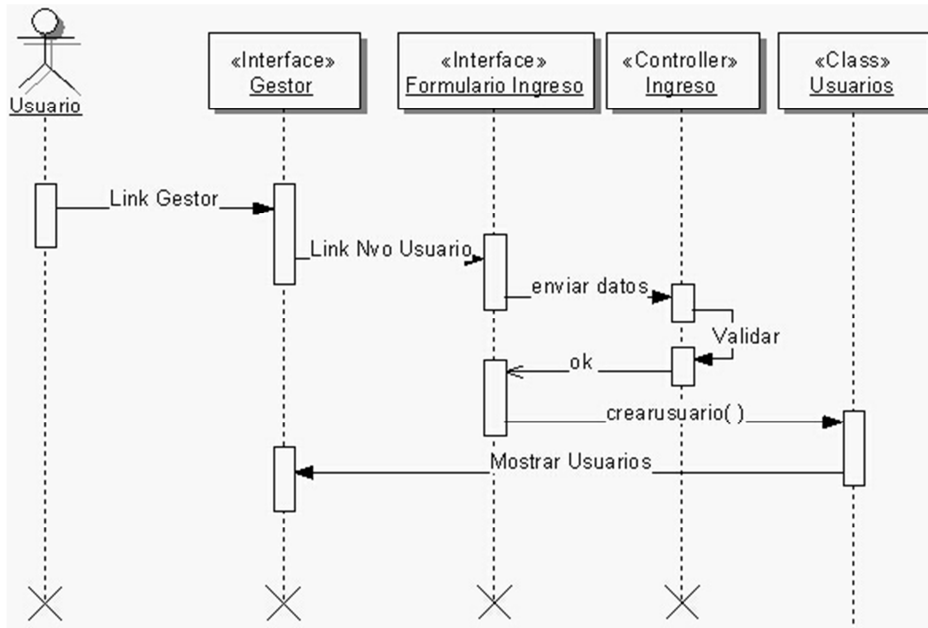 Usuario
«Interface»
Gestor
«Interface»
Formulario Ingreso
«Controller»
Ingreso
«Class»
Usuarios
Link Gestor
Link Nvo Usuario
enviar datos
Validar
ok
crearusuario( )
Mostrar Usuarios